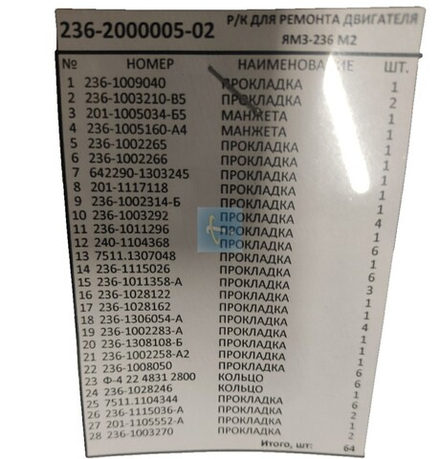 236-2000005-02 Р/К ДЛЯ РЕМОНТА ДВИГАТЕЛЯ
ЯМЗ-236 М2
№ НОМЕР НАИМЕНОВАНИЕ ШТ.
1 236-1009040 ПРОКЛАДКА 1
2 236-1003210-В5 ПРОКЛАДКА 2
3 201-1005034-Б5 МАНЖЕТА 1
4 236-1005160-А4 МАНЖЕТА 1
5 236-1002265 ПРОКЛАДКА 1
6 236-1002266 ПРОКЛАДКА 1
7 642290-1303245 ПРОКЛАДКА 1
8 201-1117118 ПРОКЛАДКА 1
9 236-1002314-Б ПРОКЛАДКА 1
10 236-1003292 ПРОКЛАДКА 4
11 236-1011296 ПРОКЛАДКА 1
12 240-1104368 ПРОКЛАДКА 1
13 7511.1307048 ПРОКЛАДКА 6
14 236-1115026 ПРОКЛАДКА 6
15 236-1011358-А ПРОКЛАДКА 3
16 236-1028122 ПРОКЛАДКА 1
17 236-1028162 ПРОКЛАДКА 1
18 236-1306054-А ПРОКЛАДКА 4
19 236-1002283-А ПРОКЛАДКА 1
20 236-1308108-Б ПРОКЛАДКА 1
21 236-1002258-А2 ПРОКЛАДКА 1
22 236-1008050 ПРОКЛАДКА 1
23 Ф-4 22 4831 2800 КОЛЬЦО 6
24 236-1028246 КОЛЬЦО 6
25 7511.1104344 ПРОКЛАДКА 1
26 236-1115036-А ПРОКЛАДКА 6
27 201-1105552-А ПРОКЛАДКА 2
28 236-1003270 ПРОКЛАДКА 2
Итого, шт: 64